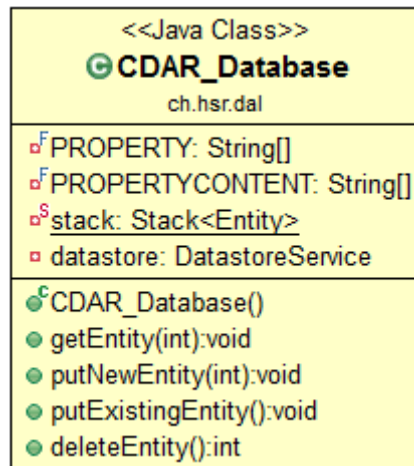 <<Java Class>>
CDAR_Database
ch.hsr.dal
PROPERTY: String[]
PROPERTYCONTENT: String[]
stack: Stack<Entity>
datastore: DatastoreService
CDAR_Database()
getEntity(int):void
putNewEntity(int):void
putExistingEntity():void
deleteEntity():int